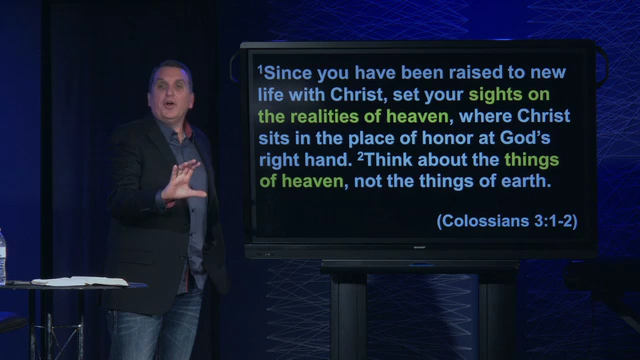 ¹Since you have been raised to new
life with Christ, set your sights on
the realities of heaven, where Christ
sits in the place of honor at God's
right hand. ²Think about the things
of heaven, not the things of earth.
(Colossians 3:1-2)
SHARP